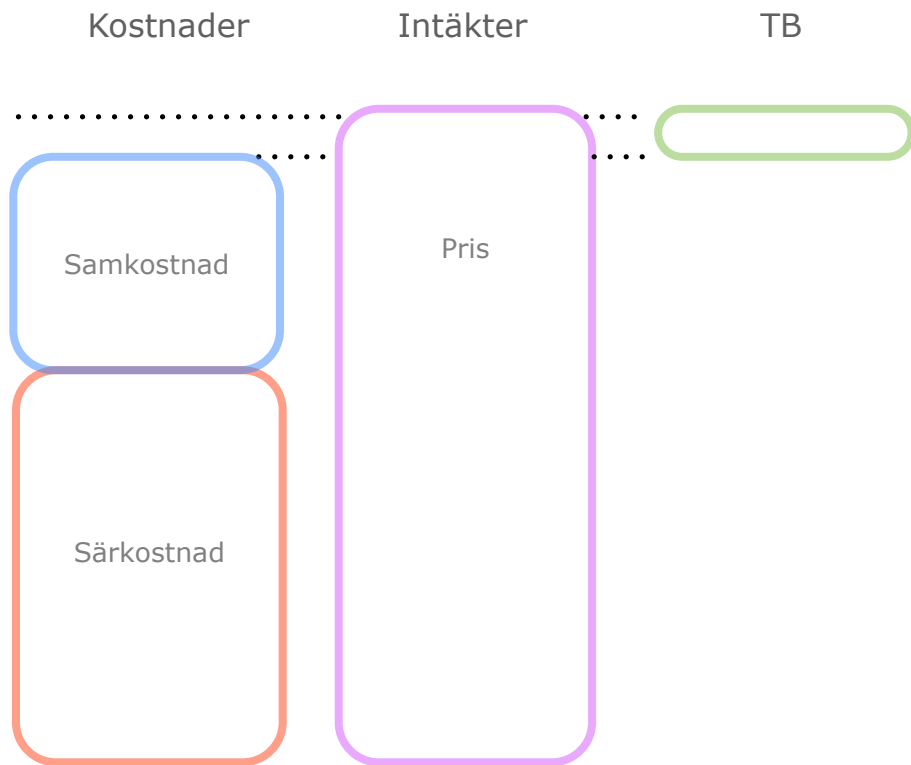 Kostnader
Intäkter
TB
Samkostnad
Pris
Särkostnad